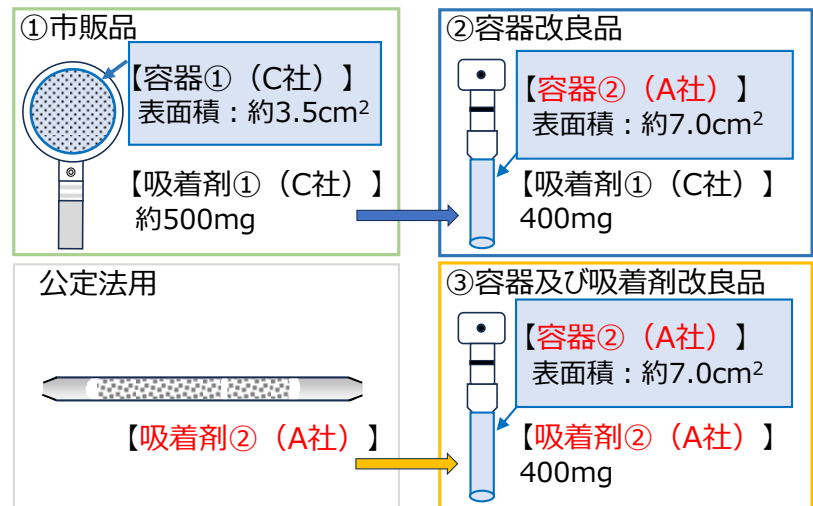 ①市販品
【容器①（C社）】
表面積：約3.5cm²
【吸着剤①（C社）】
約500mg
②容器改良品
【容器②（A社）】
表面積：約7.0cm²
【吸着剤①（C社）】
400mg
公定法用
【吸着剤②（A社）】
③容器及び吸着剤改良品
【容器②（A社）】
表面積：約7.0cm²
【吸着剤②（A社）】
400mg